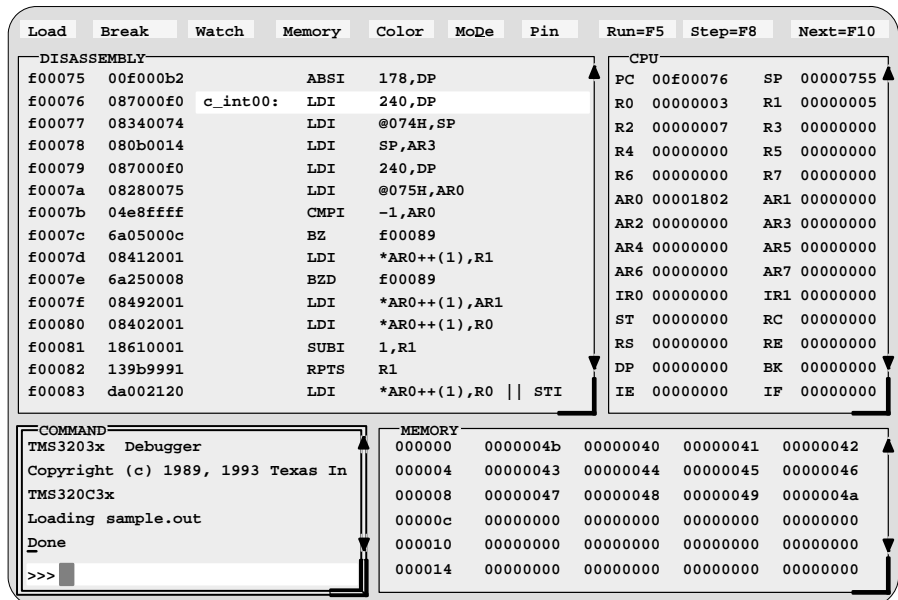 Load Break Watch Memory Color MoDe Pin Run=F5 Step=F8 Next=F10
DISASSEMBLY
f00075 00f000b2 ABSI 178,DP
f00076 087000f0 c_int00: LDI 240,DP
f00077 08340074 LDI @074H,SP
f00078 080b0014 LDI SP,AR3
f00079 087000f0 LDI 240,DP
f0007a 08280075 LDI @075H,AR0
f0007b 04e8ffff CMPI −1,AR0
f0007c 6a05000c BZ f00089
f0007d 08412001 LDI *AR0++(1),R1
f0007e 6a250008 BZD f00089
f0007f 08492001 LDI *AR0++(1),AR1
f00080 08402001 LDI *AR0++(1),R0
f00081 18610001 SUBI 1,R1
f00082 139b9991 RPTS R1
f00083 da002120 LDI *AR0++(1),R0 || STI
CPU
PC 00f00076 SP 00000755
R0 00000003 R1 00000005
R2 00000007 R3 00000000
R4 00000000 R5 00000000
R6 00000000 R7 00000000
AR0 00001802 AR1 00000000
AR2 00000000 AR3 00000000
AR4 00000000 AR5 00000000
AR6 00000000 AR7 00000000
IR0 00000000 IR1 00000000
ST 00000000 RC 00000000
RS 00000000 RE 00000000
DP 00000000 BK 00000000
IE 00000000 IF 00000000
COMMAND
TMS3203x Debugger
Copyright (c) 1989, 1993 Texas In
TMS320C3x
Loading sample.out
Done
>>>
MEMORY
000000 0000004b 00000040 00000041 00000042
000004 00000043 00000044 00000045 00000046
000008 00000047 00000048 00000049 0000004a
00000c 00000000 00000000 00000000 00000000
000010 00000000 00000000 00000000 00000000
000014 00000000 00000000 00000000 00000000